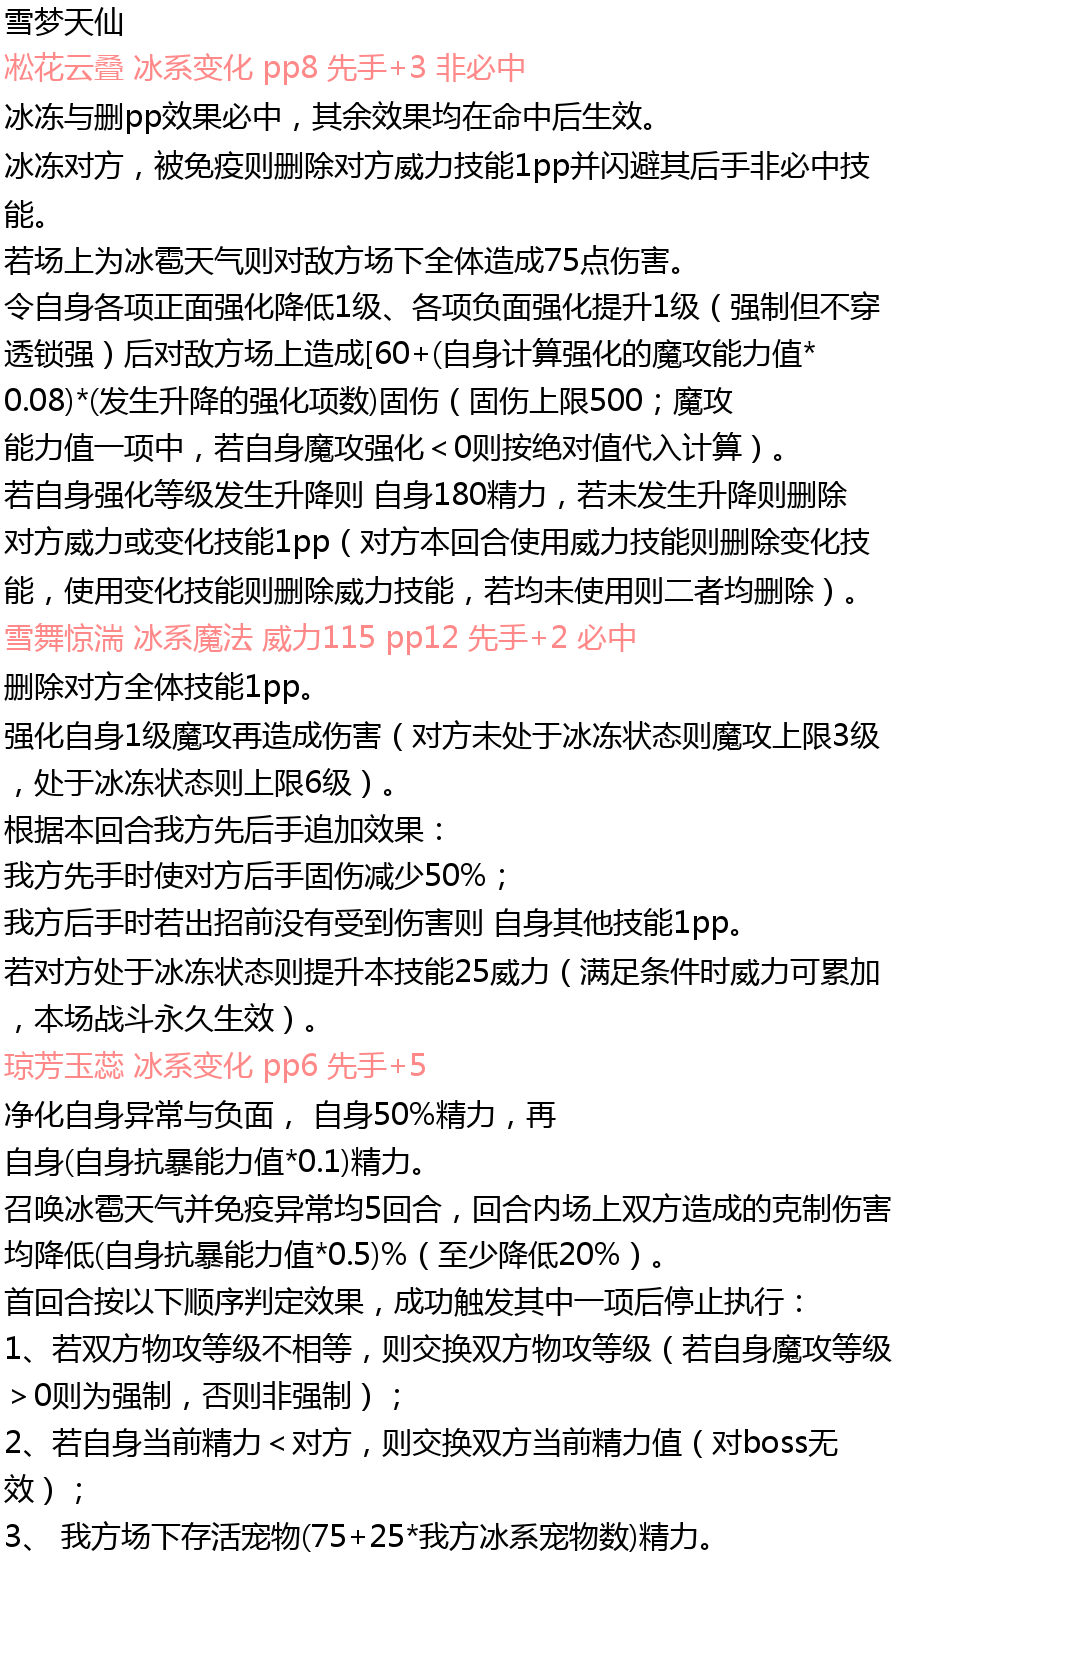 雪梦天仙
凇花云叠 冰系变化 pp8 先手+3 非必中
冰冻与删pp效果必中，其余效果均在命中后生效。
冰冻对方，被免疫则删除对方威力技能1pp并闪避其后手非必中技
能。
若场上为冰雹天气则对敌方场下全体造成75点伤害。
令自身各项正面强化降低1级、各项负面强化提升1级（强制但不穿
透锁强）后对敌方场上造成[60+(自身计算强化的魔攻能力值*
0.08)*(发生升降的强化项数)固伤（固伤上限500；魔攻
能力值一项中，若自身魔攻强化＜0则按绝对值代入计算）。
若自身强化等级发生升降则 自身180精力，若未发生升降则删除
对方威力或变化技能1pp（对方本回合使用威力技能则删除变化技
能，使用变化技能则删除威力技能，若均未使用则二者均删除）。
雪舞惊湍 冰系魔法 威力115 pp12 先手+2 必中
删除对方全体技能1pp。
强化自身1级魔攻再造成伤害（对方未处于冰冻状态则魔攻上限3级
，处于冰冻状态则上限6级）。
根据本回合我方先后手追加效果：
我方先手时使对方后手固伤减少50%；
我方后手时若出招前没有受到伤害则 自身其他技能1pp。
若对方处于冰冻状态则提升本技能25威力（满足条件时威力可累加
，本场战斗永久生效）。
琼芳玉蕊 冰系变化 pp6 先手+5
净化自身异常与负面， 自身50%精力，再
自身(自身抗暴能力值*0.1)精力。
召唤冰雹天气并免疫异常均5回合，回合内场上双方造成的克制伤害
均降低(自身抗暴能力值*0.5)%（至少降低20%）。
首回合按以下顺序判定效果，成功触发其中一项后停止执行：
1、若双方物攻等级不相等，则交换双方物攻等级（若自身魔攻等级
＞0则为强制，否则非强制）；
2、若自身当前精力＜对方，则交换双方当前精力值（对boss无
效）；
3、 我方场下存活宠物(75+25*我方冰系宠物数)精力。